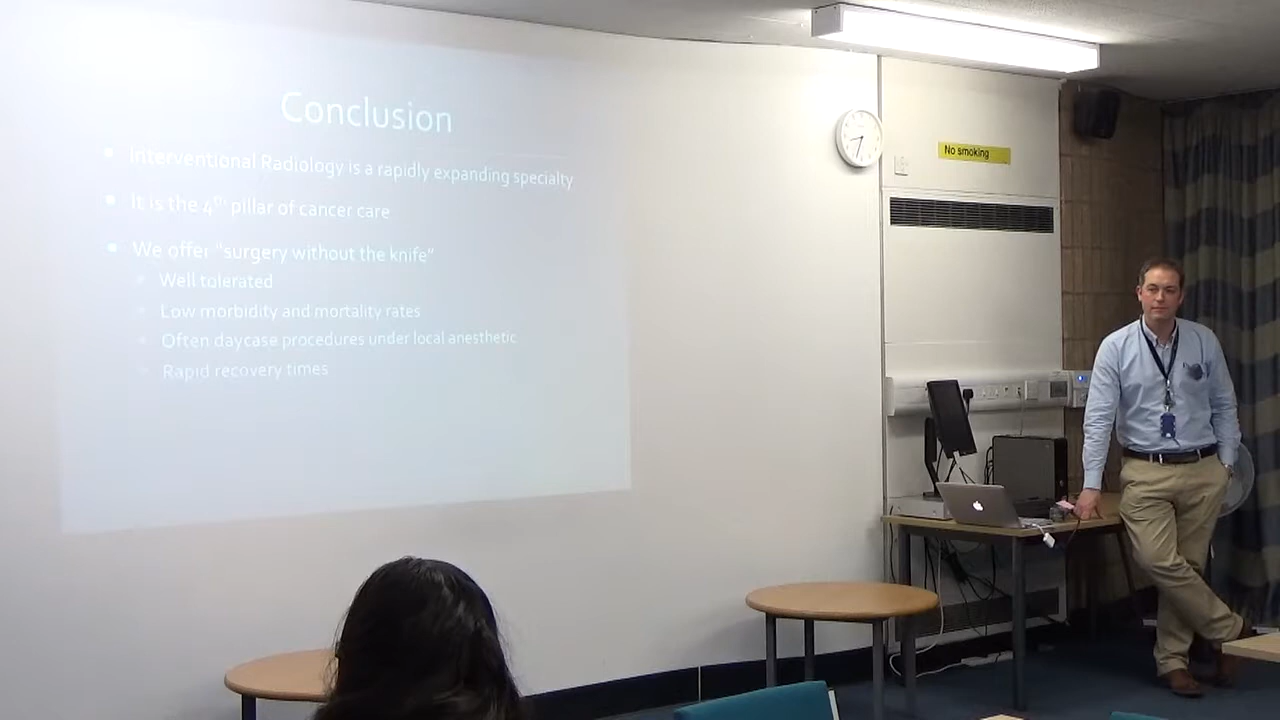 Conclusion
Interventional Radiology is a rapidly expanding specialty
It is the 4th pillar of cancer care
We offer "surgery without the knife"
Well tolerated
Low morbidity and mortality rates
Often daycase procedures under local anesthetic
Rapid recovery times
No smoking